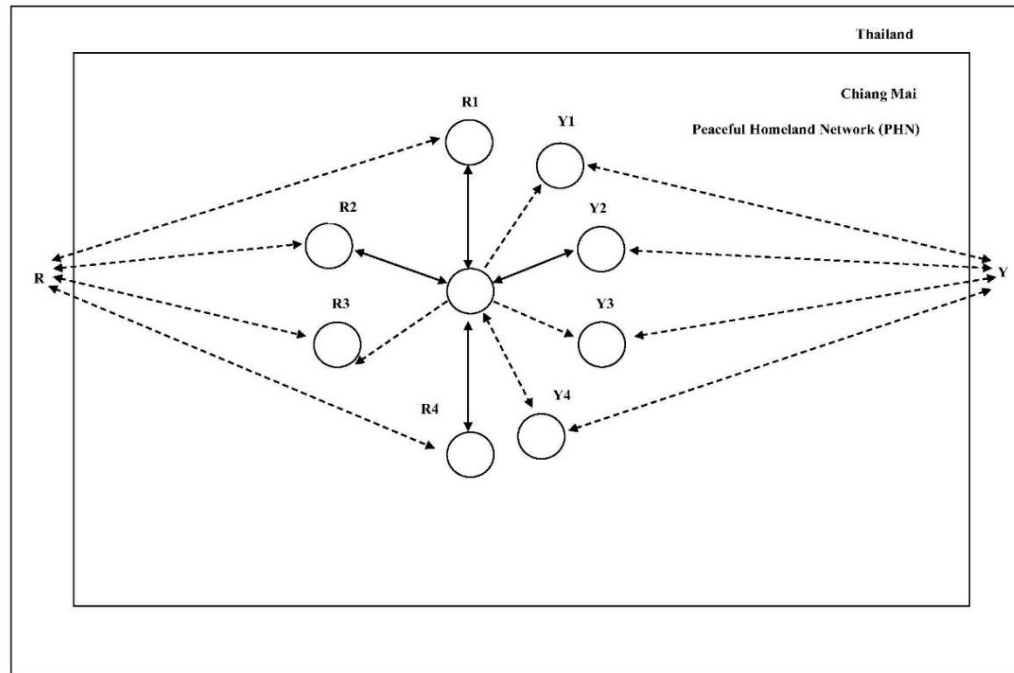 Thailand
Chiang Mai
R1
Y1
Peaceful Homeland Network (PHN)
R2
Y2
R
Y
R3
Y3
R4
Y4